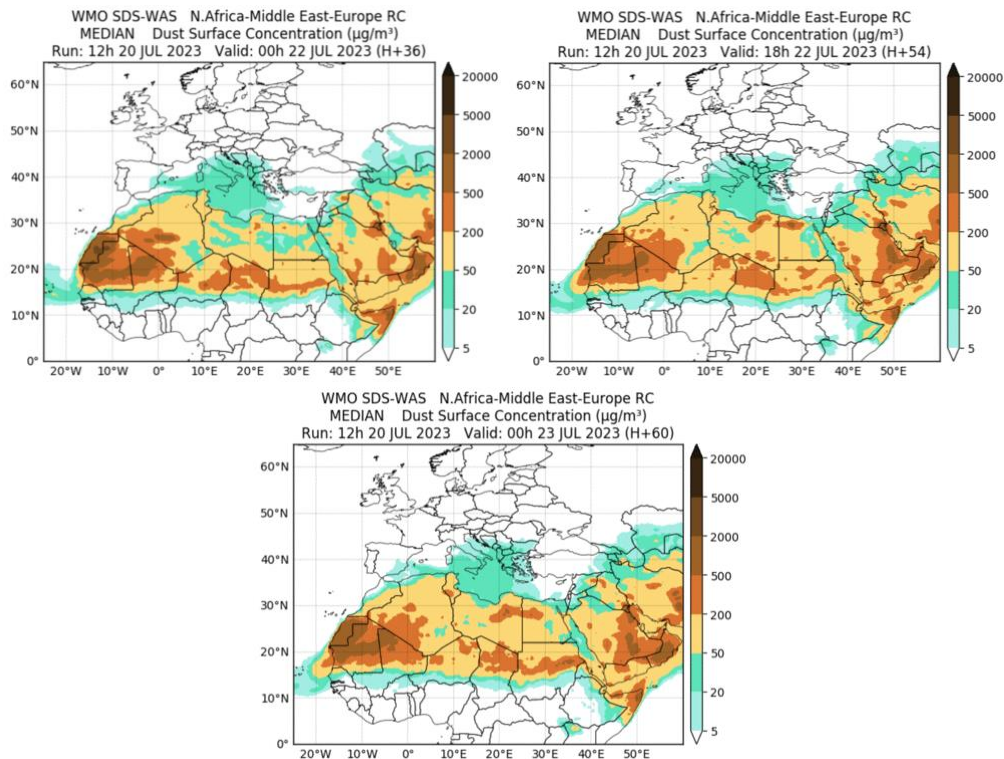 WMO SDS-WAS N.Africa-Middle East-Europe RC
MEDIAN Dust Surface Concentration (µg/m³)
Run: 12h 20 JUL 2023 Valid: 00h 22 JUL 2023 (H+36)
60°N
50°N
40°N
30°N
20°N
10°N
0°
20°W 10°W 0° 10°E 20°E 30°E 40°E 50°E
20000
5000
2000
500
200
50
20
5
WMO SDS-WAS N.Africa-Middle East-Europe RC
MEDIAN Dust Surface Concentration (µg/m³)
Run: 12h 20 JUL 2023 Valid: 18h 22 JUL 2023 (H+54)
60°N
50°N
40°N
30°N
20°N
10°N
0°
20°W 10°W 0° 10°E 20°E 30°E 40°E 50°E
20000
5000
2000
500
200
50
20
5
WMO SDS-WAS N.Africa-Middle East-Europe RC
MEDIAN Dust Surface Concentration (µg/m³)
Run: 12h 20 JUL 2023 Valid: 00h 23 JUL 2023 (H+60)
60°N
50°N
40°N
30°N
20°N
10°N
0°
20°W 10°W 0° 10°E 20°E 30°E 40°E 50°E
20000
5000
2000
500
200
50
20
5